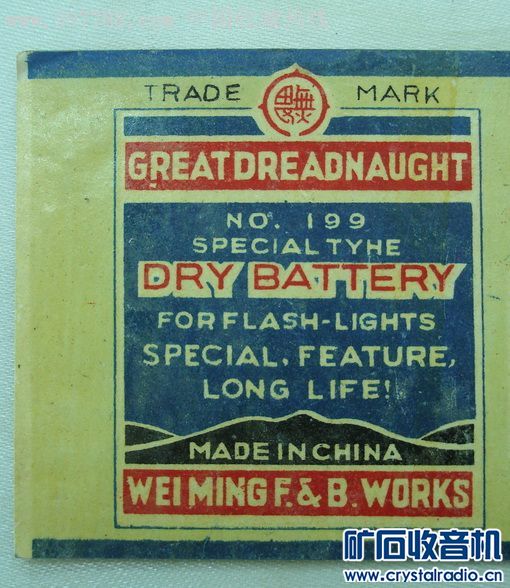 TRADE MARK
GREAT DREADNAUGHT
NO. 199
SPECIAL TYHE
DRY BATTERY
FOR FLASH-LIGHTS
SPECIAL, FEATURE,
LONG LIFE!
MADE IN CHINA
WEI MING F. & B. WORKS
矿石收音机
www.crystalradio.cn